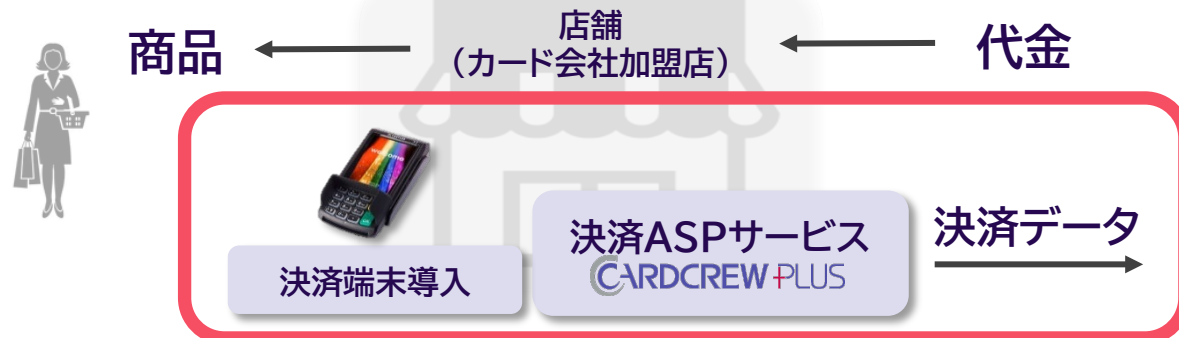 商品
店舗
（カード会社加盟店）
代金
welcome
決済端末導入
決済ASPサービス
CARDCREW PLUS
決済データ